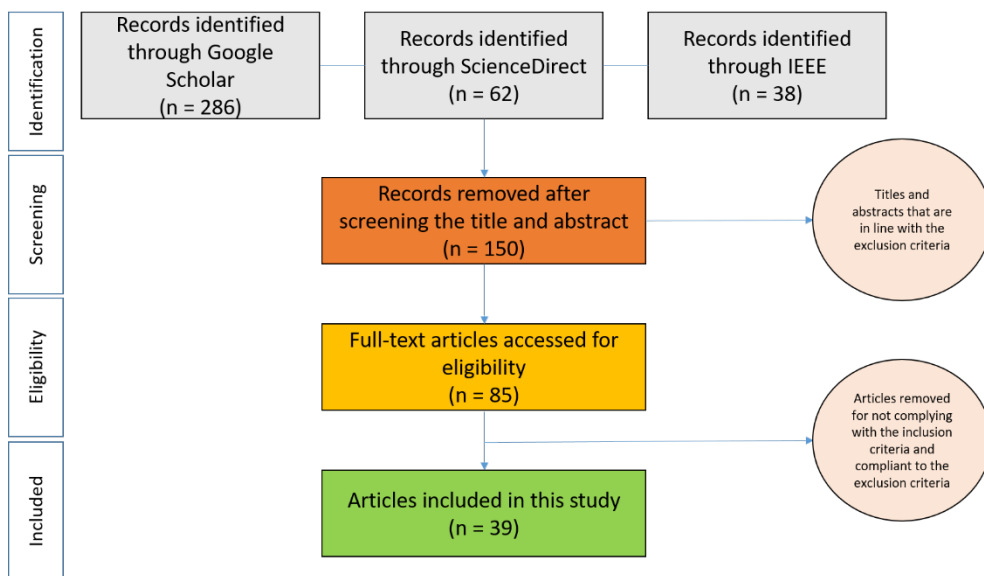 Identification
Records identified
through Google
Scholar
(n = 286)
Records identified
through ScienceDirect
(n = 62)
Records identified
through IEEE
(n = 38)
Screening
Records removed after
screening the title and abstract
(n = 150)
Titles and
abstracts that are
in line with the
exclusion criteria
Eligibility
Full-text articles accessed for
eligibility
(n = 85)
Articles removed
for not complying
with the inclusion
criteria and
compliant to the
exclusion criteria
Included
Articles included in this study
(n = 39)